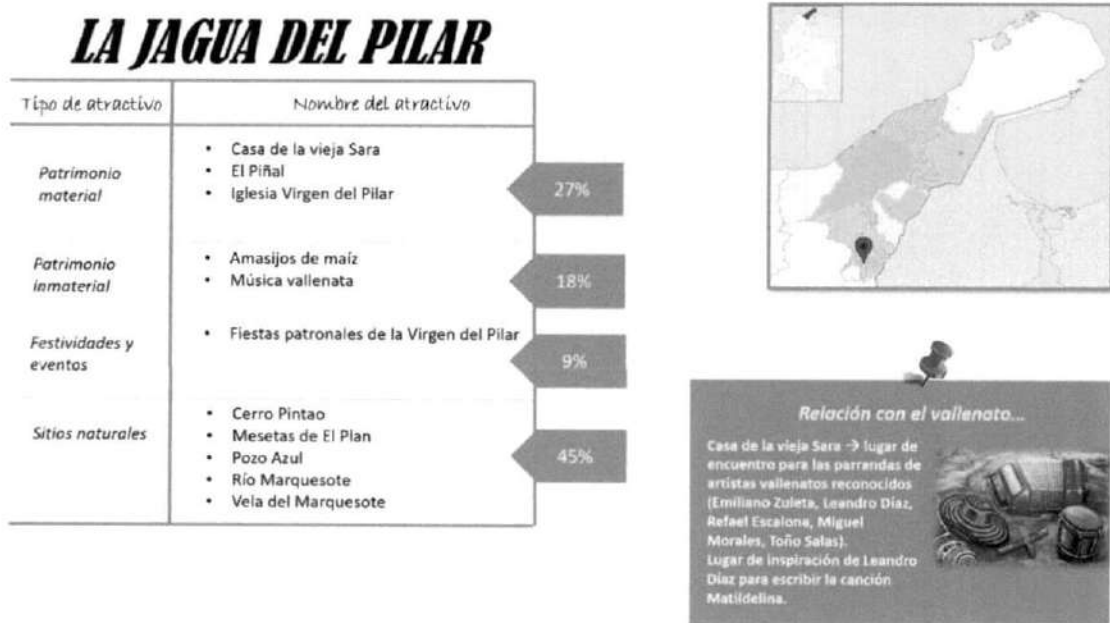 LA JAGUA DEL PILAR
Tipo de atractivo
Nombre del atractivo
Patrimonio
material
• Casa de la vieja Sara
• El Piñal
• Iglesia Virgen del Pilar
27%
Patrimonio
inmaterial
• Amasijos de maíz
• Música vallenata
18%
Festividades y
eventos
• Fiestas patronales de la Virgen del Pilar
9%
Sitios naturales
• Cerro Pintao
• Mesetas de El Plan
• Pozo Azul
• Río Marquesote
• Vela del Marquesote
45%
Relación con el vallenato...
Casa de la vieja Sara → lugar de
encuentro para las parrandas de
artistas vallenatos reconocidos
(Emiliano Zuleta, Leandro Díaz,
Rafael Escalona, Miguel
Morales, Toño Salas).
Lugar de inspiración de Leandro
Díaz para escribir la canción
Matildelina.